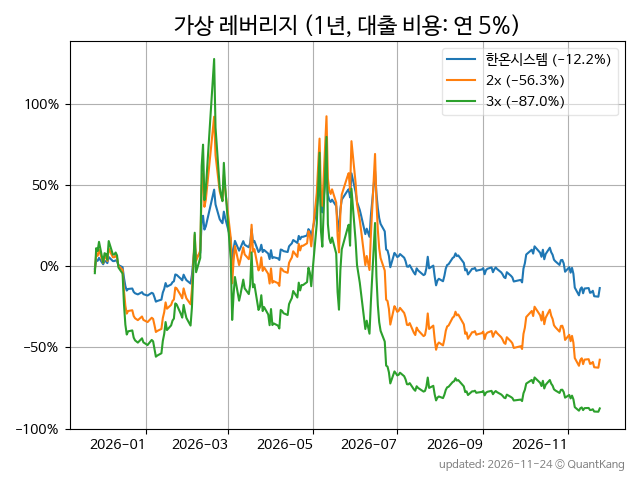 가상 레버리지 (1년, 대출 비용: 연 5%)
한온시스템 (-12.2%)
2x (-56.3%)
3x (-87.0%)
100%
50%
0%
-50%
-100%
2026-01
2026-03
2026-05
2026-07
2026-09
2026-11
updated: 2026-11-24 © QuantKang